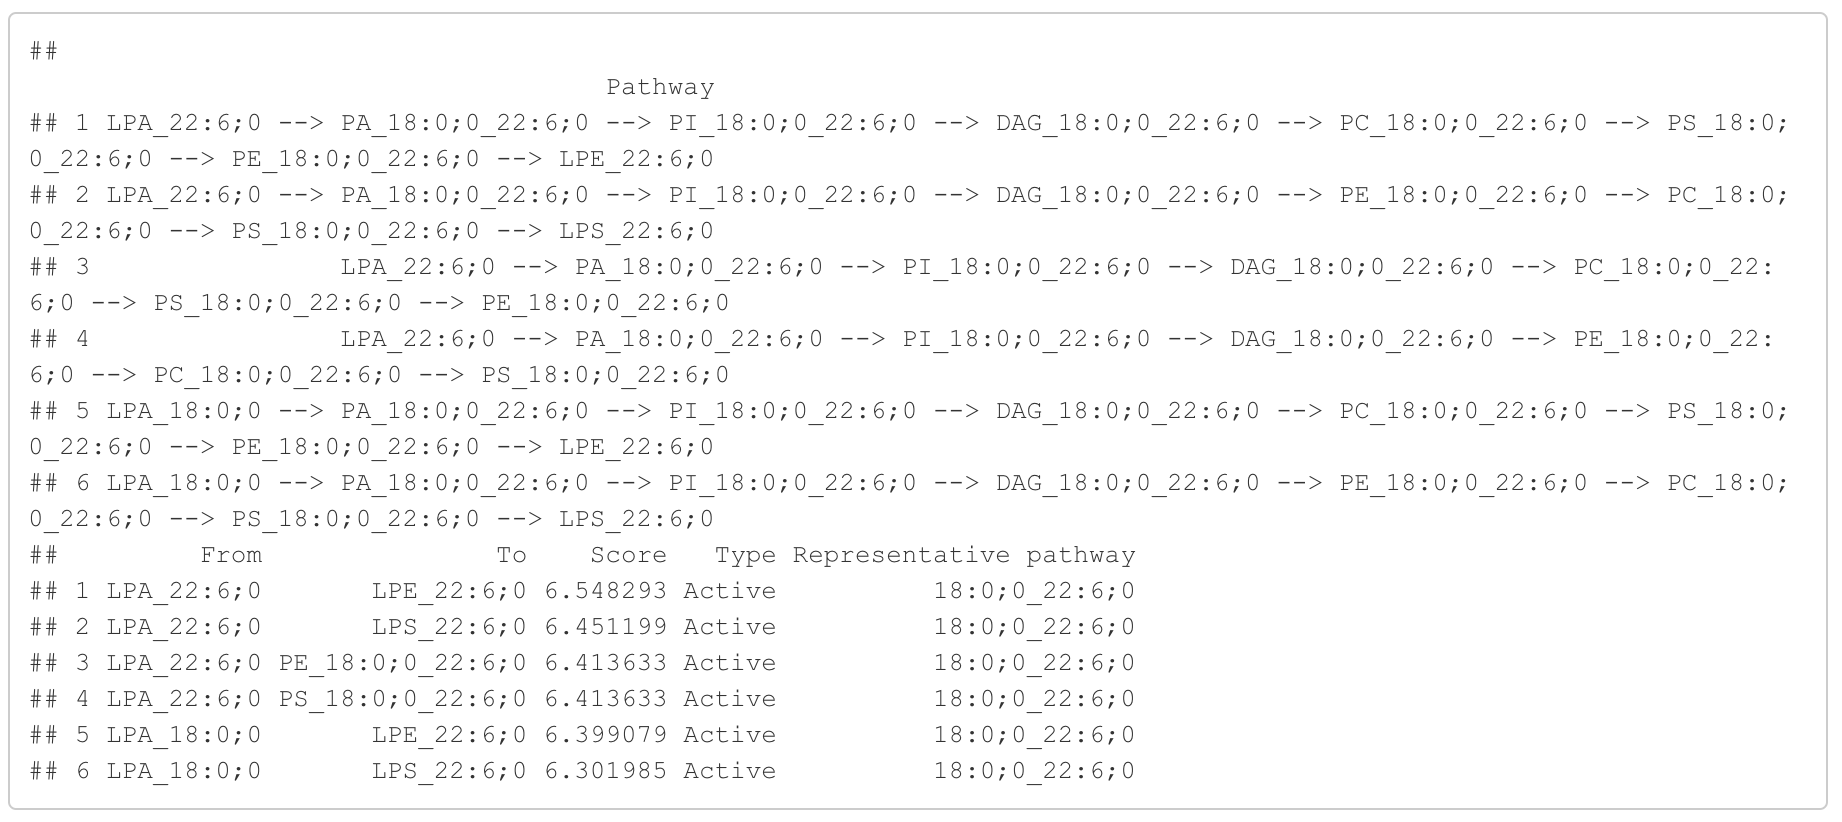 ##
Pathway
## 1 LPA_22:6;0 --> PA_18:0;0_22:6;0 --> PI_18:0;0_22:6;0 --> DAG_18:0;0_22:6;0 --> PC_18:0;0_22:6;0 --> PS_18:0;
0_22:6;0 --> PE_18:0;0_22:6;0 --> LPE_22:6;0
## 2 LPA_22:6;0 --> PA_18:0;0_22:6;0 --> PI_18:0;0_22:6;0 --> DAG_18:0;0_22:6;0 --> PE_18:0;0_22:6;0 --> PC_18:0;
0_22:6;0 --> PS_18:0;0_22:6;0 --> LPS_22:6;0
## 3                LPA_22:6;0 --> PA_18:0;0_22:6;0 --> PI_18:0;0_22:6;0 --> DAG_18:0;0_22:6;0 --> PC_18:0;0_22:
6;0 --> PS_18:0;0_22:6;0 --> PE_18:0;0_22:6;0
## 4                LPA_22:6;0 --> PA_18:0;0_22:6;0 --> PI_18:0;0_22:6;0 --> DAG_18:0;0_22:6;0 --> PE_18:0;0_22:
6;0 --> PC_18:0;0_22:6;0 --> PS_18:0;0_22:6;0
## 5 LPA_18:0;0 --> PA_18:0;0_22:6;0 --> PI_18:0;0_22:6;0 --> DAG_18:0;0_22:6;0 --> PC_18:0;0_22:6;0 --> PS_18:0;
0_22:6;0 --> PE_18:0;0_22:6;0 --> LPE_22:6;0
## 6 LPA_18:0;0 --> PA_18:0;0_22:6;0 --> PI_18:0;0_22:6;0 --> DAG_18:0;0_22:6;0 --> PE_18:0;0_22:6;0 --> PC_18:0;
0_22:6;0 --> PS_18:0;0_22:6;0 --> LPS_22:6;0
##         From               To    Score   Type Representative pathway
## 1 LPA_22:6;0       LPE_22:6;0 6.548293 Active          18:0;0_22:6;0
## 2 LPA_22:6;0       LPS_22:6;0 6.451199 Active          18:0;0_22:6;0
## 3 LPA_22:6;0 PE_18:0;0_22:6;0 6.413633 Active          18:0;0_22:6;0
## 4 LPA_22:6;0 PS_18:0;0_22:6;0 6.413633 Active          18:0;0_22:6;0
## 5 LPA_18:0;0       LPE_22:6;0 6.399079 Active          18:0;0_22:6;0
## 6 LPA_18:0;0       LPS_22:6;0 6.301985 Active          18:0;0_22:6;0